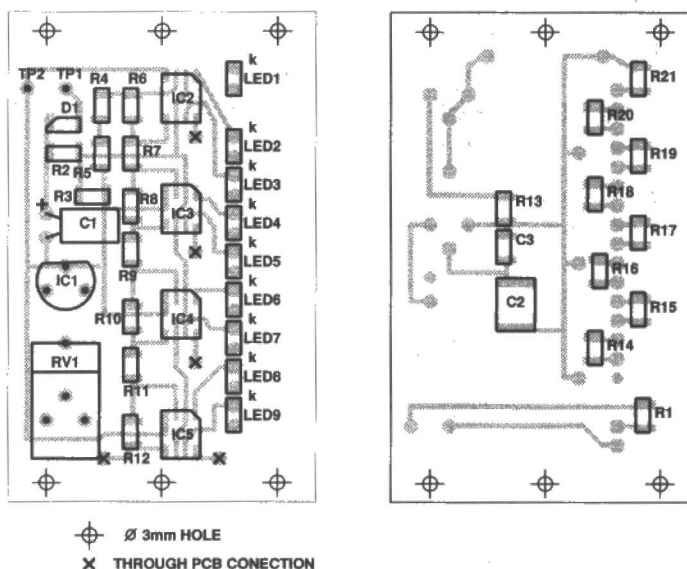 k
LED1
TP2 TP1 R4 R6
IC2
D1
k
LED2
R2 R5 R7
k
LED3
R3 R8
IC3
k
LED4
+
C1
k
LED5
R9
IC1
k
LED6
R10
IC4
k
LED7
RV1
R11
k
LED8
k
LED9
IC5
R12
R21
R20
R19
R18
R13
R17
C3
R16
C2
R15
R14
R1
Ø 3mm HOLE
THROUGH PCB CONECTION